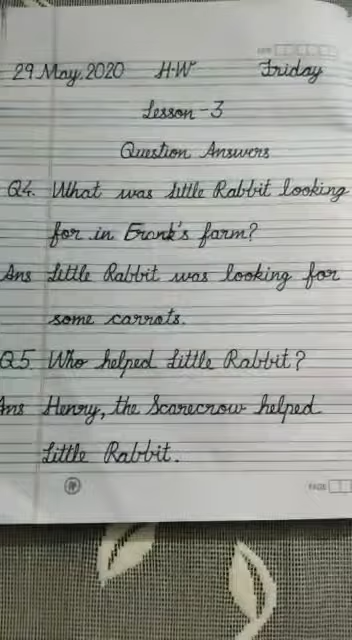 DATE
29 May, 2020 H.W Friday
Lesson - 3
Question Answers
Q4. What was little Rabbit looking
for in Frank's farm?
Ans Little Rabbit was looking for
some carrots.
Q5. Who helped Little Rabbit?
Ans Henry, the Scarecrow helped
Little Rabbit.
PAGE